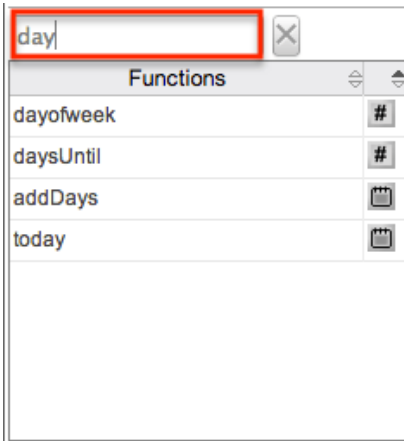 day
Functions
dayofweek #
daysUntil #
addDays
today